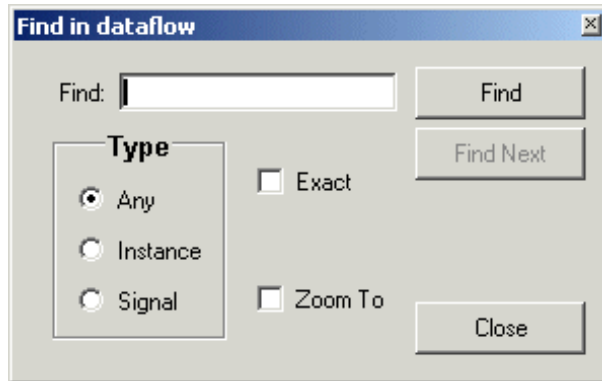 Find in dataflow
Find:
Find
Type
Find Next
Any
Exact
Instance
Signal
Zoom To
Close